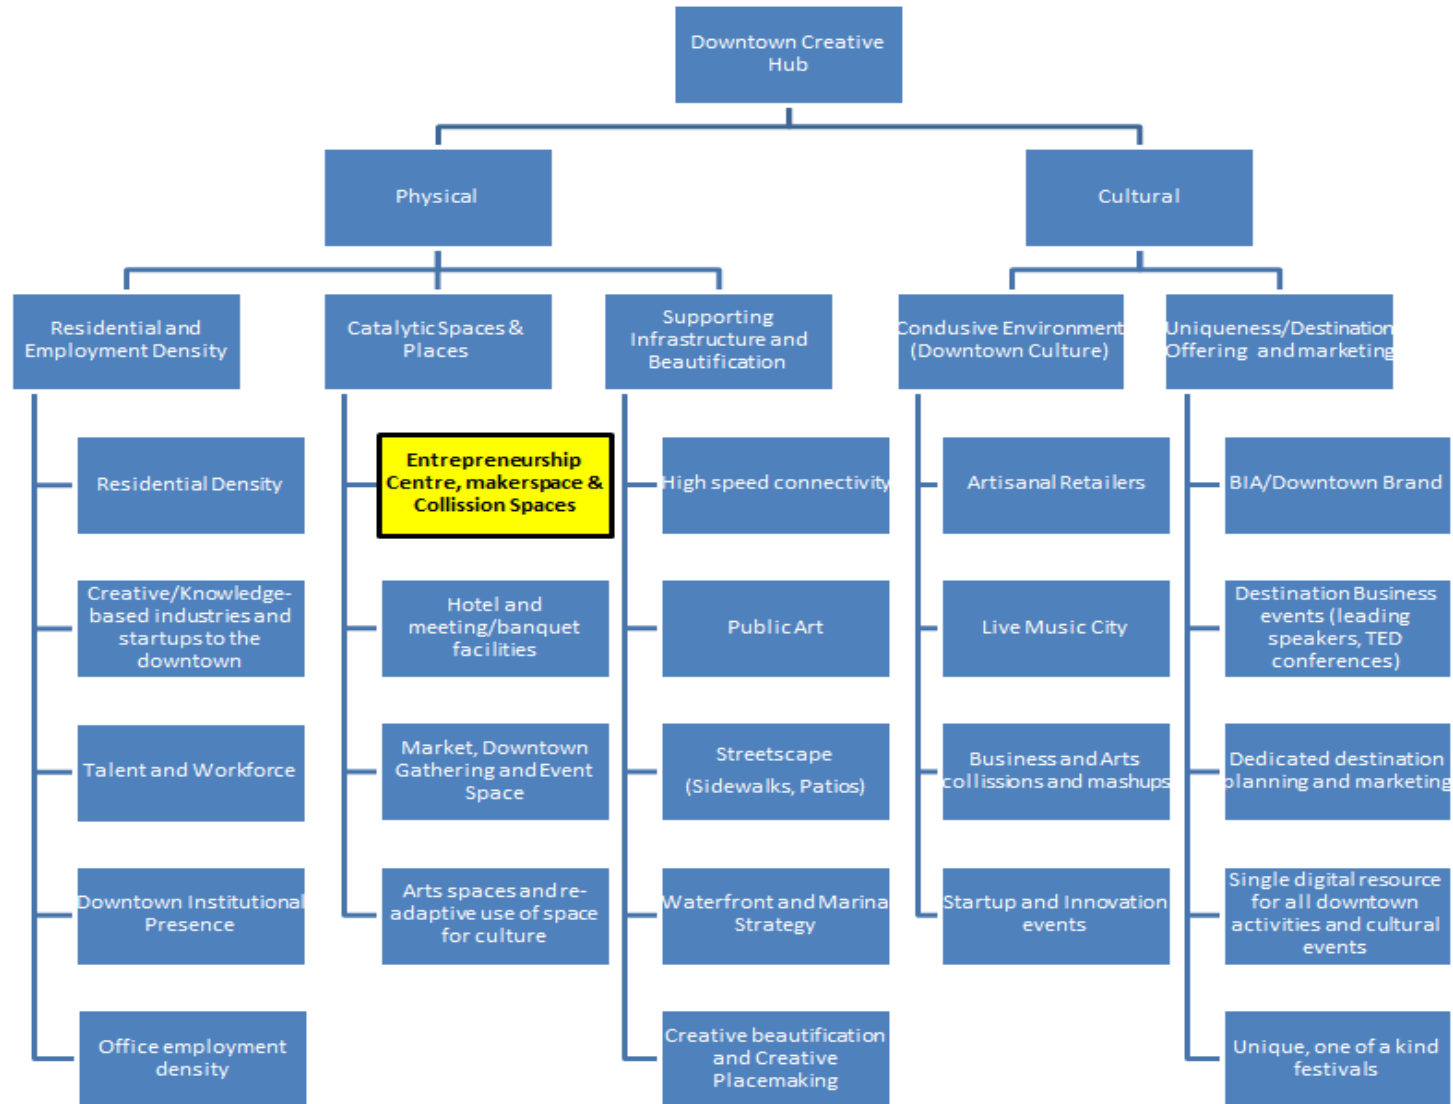 Downtown Creative
Hub
Physical
Cultural
Residential and
Employment Density
Catalytic Spaces &
Places
Supporting
Infrastructure and
Beautification
Condusive Environment
(Downtown Culture)
Uniqueness/Destination
Offering and marketing
Residential Density
Creative/Knowledge-
based industries and
startups to the
downtown
Talent and Workforce
Downtown Institutional
Presence
Office employment
density
Entrepreneurship
Centre, makerspace &
Collission Spaces
Hotel and
meeting/banquet
facilities
Market, Downtown
Gathering and Event
Space
Arts spaces and re-
adaptive use of space
for culture
High speed connectivity
Public Art
Streetscape
(Sidewalks, Patios)
Waterfront and Marina
Strategy
Creative beautification
and Creative
Placemaking
Artisanal Retailers
Live Music City
Business and Arts
collissions and mashups
Startup and Innovation
events
BIA/Downtown Brand
Destination Business
events (leading
speakers, TED
conferences)
Dedicated destination
planning and marketing
Single digital resource
for all downtown
activities and cultural
events
Unique, one of a kind
festivals